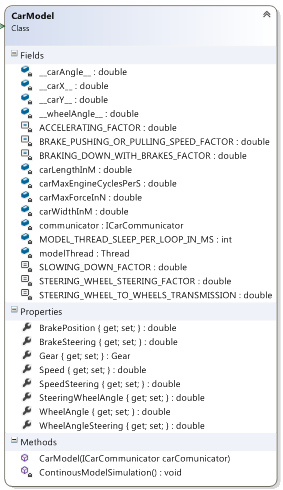 CarModel
Class
Fields
__carAngle__ : double
__carX__ : double
__carY__ : double
__wheelAngle__ : double
ACCELERATING_FACTOR : double
BRAKE_PUSHING_OR_PULLING_SPEED_FACTOR : double
BRAKING_DOWN_WITH_BRAKES_FACTOR : double
carLengthInM : double
carMaxEngineCyclesPerS : double
carMaxForceInN : double
carWidthInM : double
communicator : ICarCommunicator
MODEL_THREAD_SLEEP_PER_LOOP_IN_MS : int
modelThread : Thread
SLOWING_DOWN_FACTOR : double
STEERING_WHEEL_STEERING_FACTOR : double
STEERING_WHEEL_TO_WHEELS_TRANSMISSION : double
Properties
BrakePosition { get; set; } : double
BrakeSteering { get; set; } : double
Gear { get; set; } : Gear
Speed { get; set; } : double
SpeedSteering { get; set; } : double
SteeringWheelAngle { get; set; } : double
WheelAngle { get; set; } : double
WheelAngleSteering { get; set; } : double
Methods
CarModel(ICarCommunicator carComunicator)
ContinousModelSimulation() : void